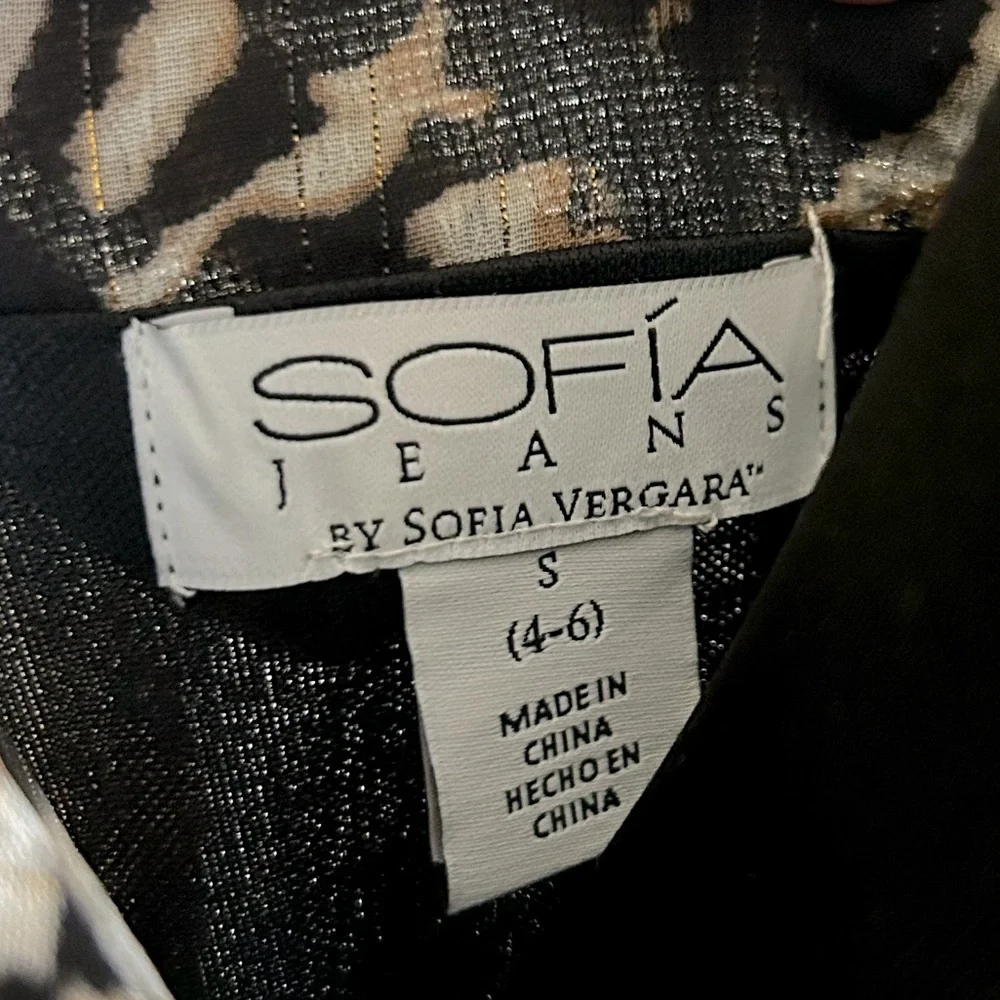 SOFÍA
JEANS
BY SOFIA VERGARA™
S
(4-6)
MADE IN
CHINA
HECHO EN
CHINA